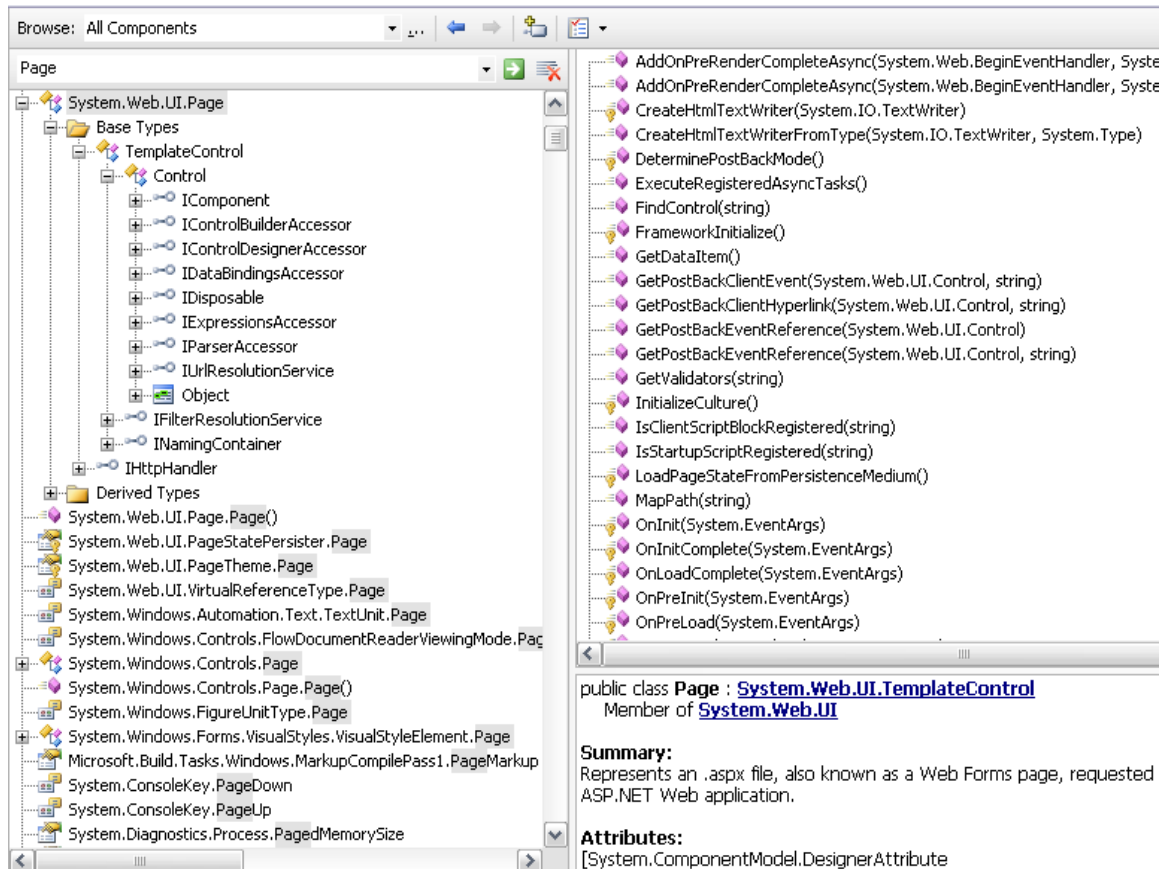 Browse: All Components
...
Page
System.Web.UI.Page
Base Types
TemplateControl
Control
IComponent
IControlBuilderAccessor
IControlDesignerAccessor
IDataBindingsAccessor
IDisposable
IExpressionsAccessor
IParserAccessor
IUrlResolutionService
Object
IFilterResolutionService
INamingContainer
IHttpHandler
Derived Types
System.Web.UI.Page.Page()
System.Web.UI.PageStatePersister.Page
System.Web.UI.PageTheme.Page
System.Web.UI.VirtualReferenceType.Page
System.Windows.Automation.Text.TextUnit.Page
System.Windows.Controls.FlowDocumentReaderViewingMode.Pag
System.Windows.Controls.Page
System.Windows.Controls.Page.Page()
System.Windows.FigureUnitType.Page
System.Windows.Forms.VisualStyles.VisualStyleElement.Page
Microsoft.Build.Tasks.Windows.MarkupCompilePass1.PageMarkup
System.ConsoleKey.PageDown
System.ConsoleKey.PageUp
System.Diagnostics.Process.PagedMemorySize
AddOnPreRenderCompleteAsync(System.Web.BeginEventHandler, Syste
AddOnPreRenderCompleteAsync(System.Web.BeginEventHandler, Syste
CreateHtmlTextWriter(System.IO.TextWriter)
CreateHtmlTextWriterFromType(System.IO.TextWriter, System.Type)
DeterminePostBackMode()
ExecuteRegisteredAsyncTasks()
FindControl(string)
FrameworkInitialize()
GetDataItem()
GetPostBackClientEvent(System.Web.UI.Control, string)
GetPostBackClientHyperlink(System.Web.UI.Control, string)
GetPostBackEventReference(System.Web.UI.Control)
GetPostBackEventReference(System.Web.UI.Control, string)
GetValidators(string)
InitializeCulture()
IsClientScriptBlockRegistered(string)
IsStartupScriptRegistered(string)
LoadPageStateFromPersistenceMedium()
MapPath(string)
OnInit(System.EventArgs)
OnInitComplete(System.EventArgs)
OnLoadComplete(System.EventArgs)
OnPreInit(System.EventArgs)
OnPreLoad(System.EventArgs)
public class Page : System.Web.UI.TemplateControl
Member of System.Web.UI
Summary:
Represents an .aspx file, also known as a Web Forms page, requested
ASP.NET Web application.
Attributes:
[System.ComponentModel.DesignerAttribute